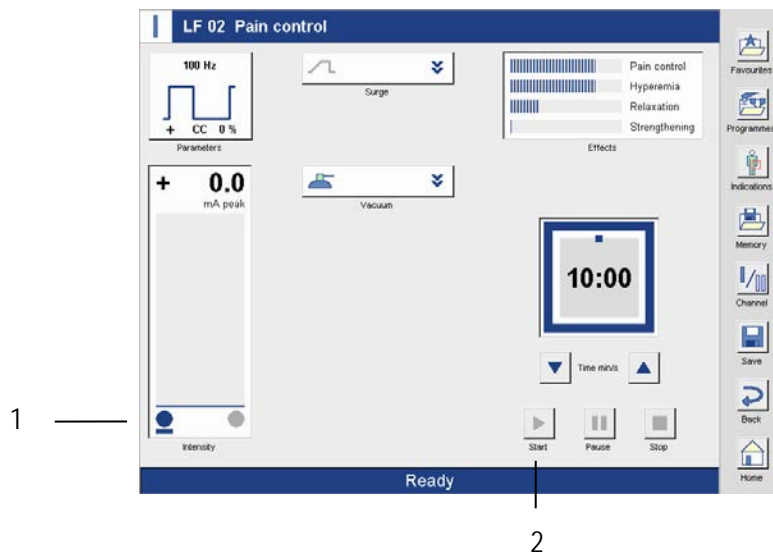 LF 02 Pain control
100 Hz
+ CC 0 %
Parameters
Surge
Pain control
Hyperemia
Relaxation
Strengthening
Effects
+ 0.0
mA peak
Vacuum
10:00
Time min/s
1
Intensity
Start
Pause
Stop
2
Ready
Favourites
Programmes
Indications
Memory
Channel
Save
Back
Home